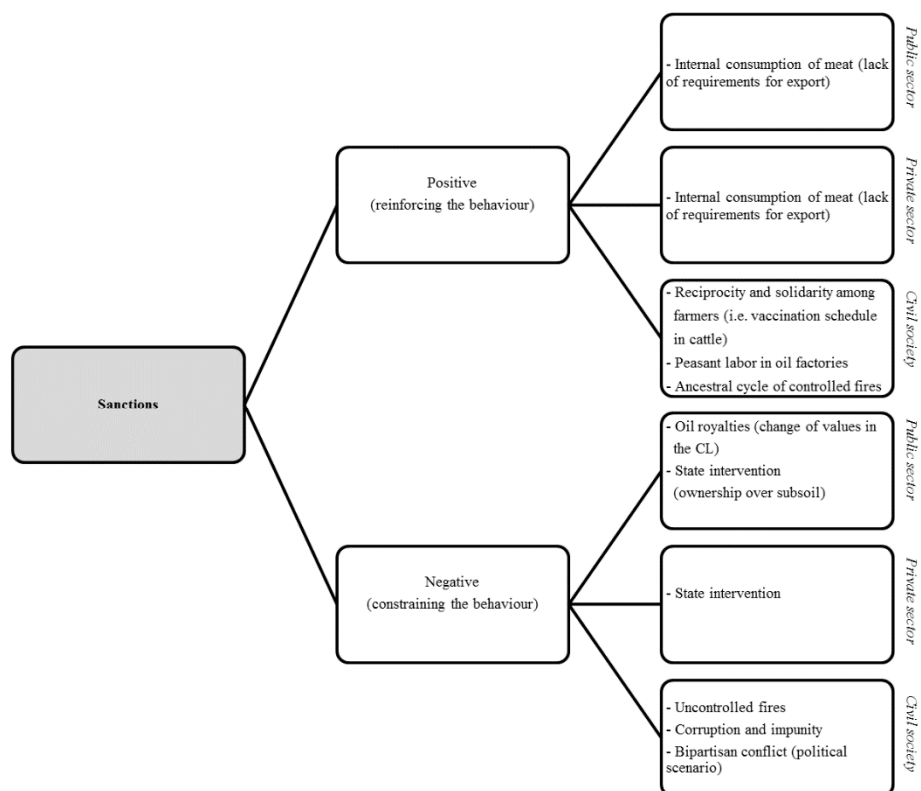 - Internal consumption of meat (lack
of requirements for export)
Public sector
Positive
(reinforcing the behaviour)
- Internal consumption of meat (lack
of requirements for export)
Private sector
- Reciprocity and solidarity among
farmers (i.e. vaccination schedule
in cattle)
- Peasant labor in oil factories
- Ancestral cycle of controlled fires
Civil society
Sanctions
- Oil royalties (change of values in
the CL)
- State intervention
(ownership over subsoil)
Public sector
Negative
(constraining the behaviour)
- State intervention
Private sector
- Uncontrolled fires
- Corruption and impunity
- Bipartisan conflict (political
scenario)
Civil society